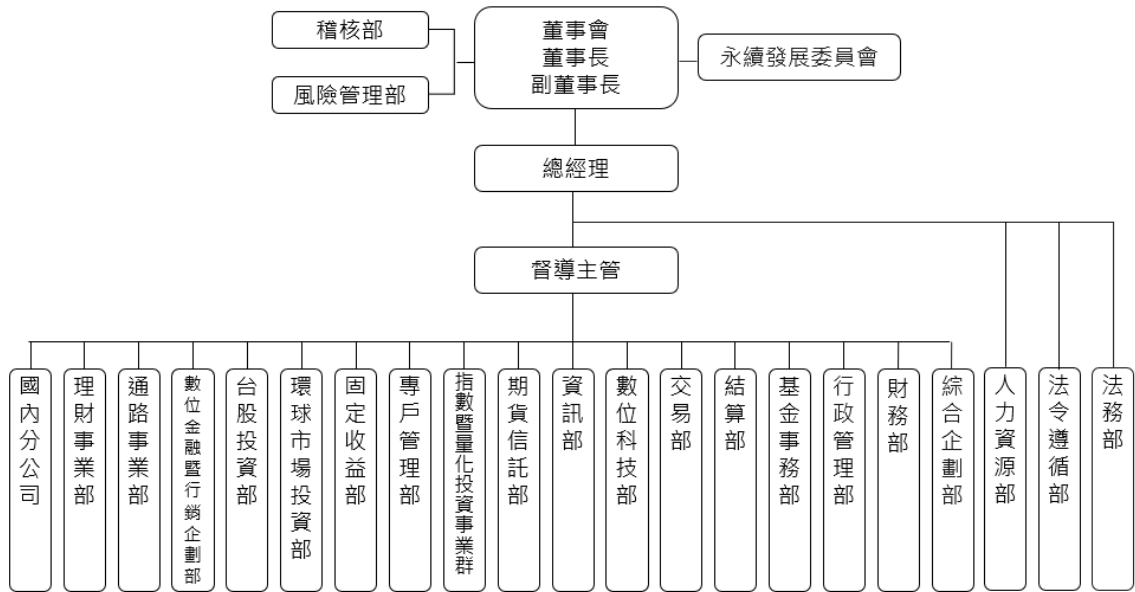 稽核部
風險管理部
董事會
董事長
副董事長
永續發展委員會
總經理
督導主管
國內分公司
理財事業部
通路事業部
數位金融暨行銷企劃部
台股投資部
環球市場投資部
固定收益部
專戶管理部
指數暨量化投資事業群
期貨信託部
資訊部
數位科技部
交易部
結算部
基金事務部
行政管理部
財務部
綜合企劃部
人力資源部
法令遵循部
法務部